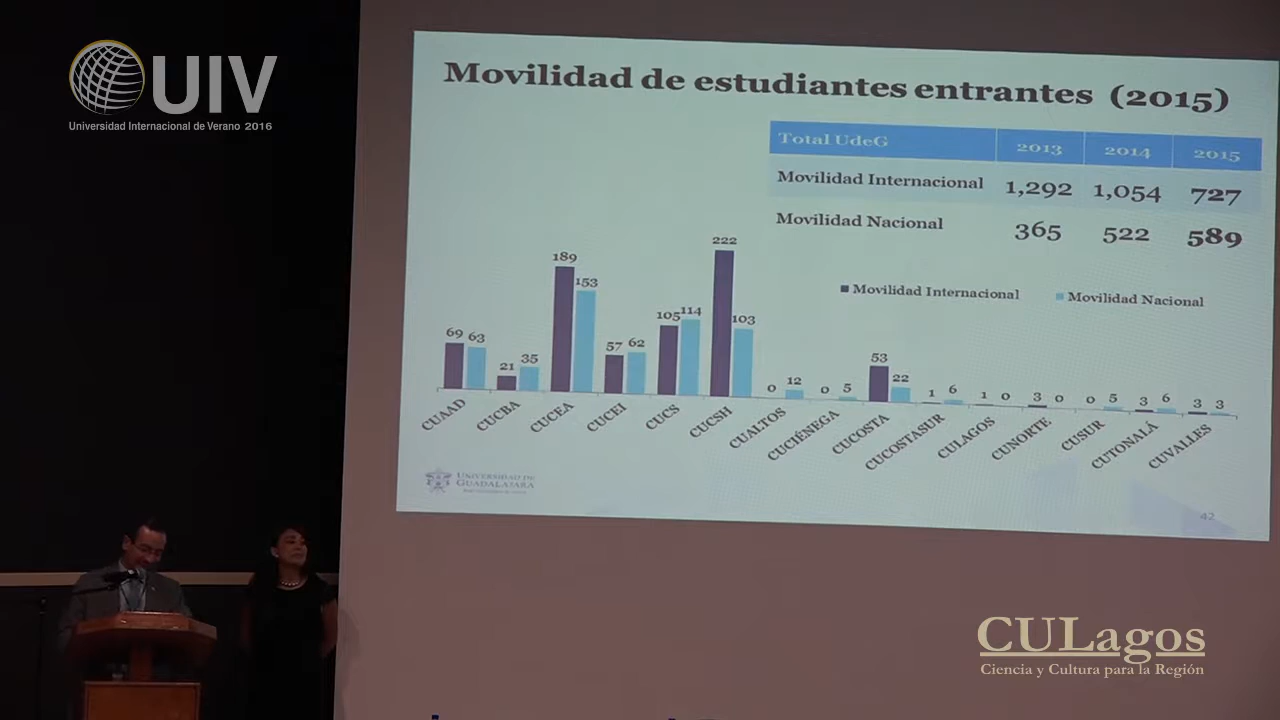 UIV
Universidad Internacional de Verano 2016
Movilidad de estudiantes entrantes (2015)
Total UdeG 2013 2014 2015
Movilidad Internacional 1,292 1,054 727
Movilidad Nacional 365 522 589
Movilidad Internacional Movilidad Nacional
69 63 21 35 189 153 57 62 105 114 222 103 0 12 0 5 53 22 1 6 1 0 3 0 0 5 3 6 3 3
CUAAD CUCBA CUCEA CUCEI CUCS CUCSH CUALTOS CUCIÉNEGA CUCOSTA CUCOSTASUR CULAGOS CUNORTE CUSUR CUTONALÁ CUVALLES
UNIVERSIDAD DE
GUADALAJARA
42
CULagos
Ciencia y Cultura para la Región